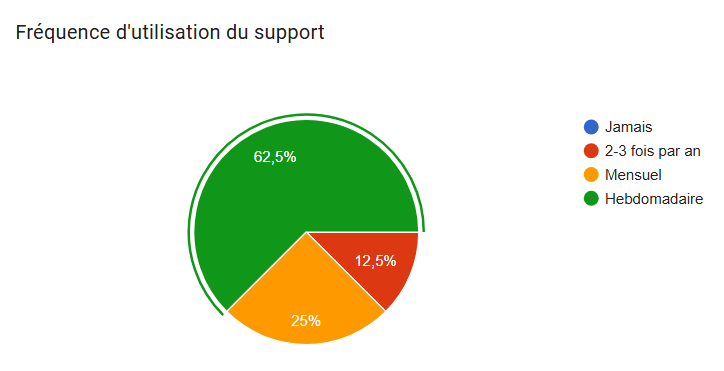 Fréquence d'utilisation du support
62,5%
12,5%
25%
Jamais
2-3 fois par an
Mensuel
Hebdomadaire